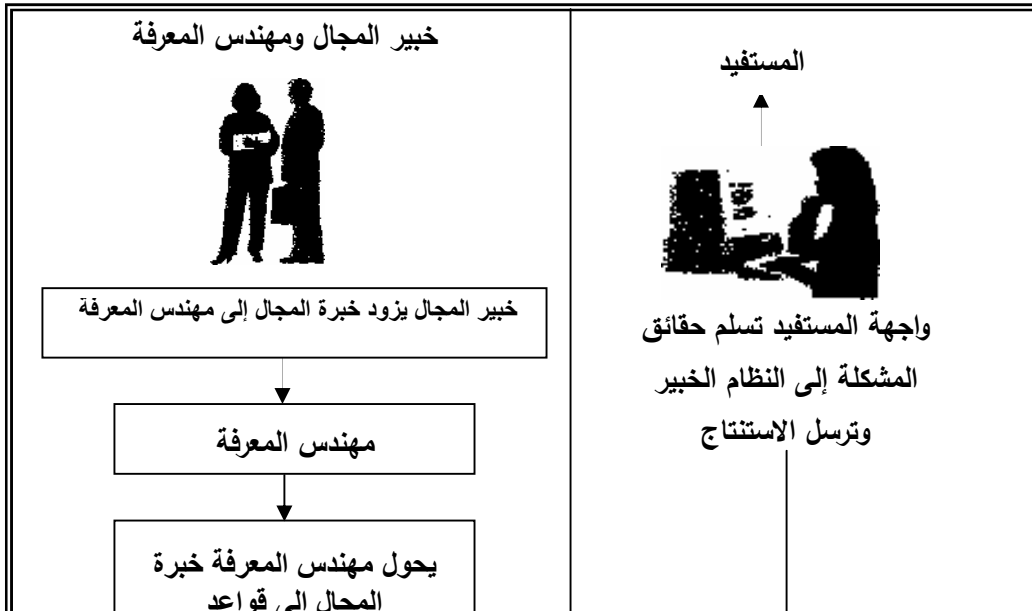 خبير المجال ومهندس المعرفة
خبير المجال يزود خبرة المجال إلى مهندس المعرفة
مهندس المعرفة
يحول مهندس المعرفة خبرة
المجال إلى قواعد
المستفيد
واجهة المستفيد تسلم حقائق
المشكلة إلى النظام الخبير
وترسل الاستنتاج